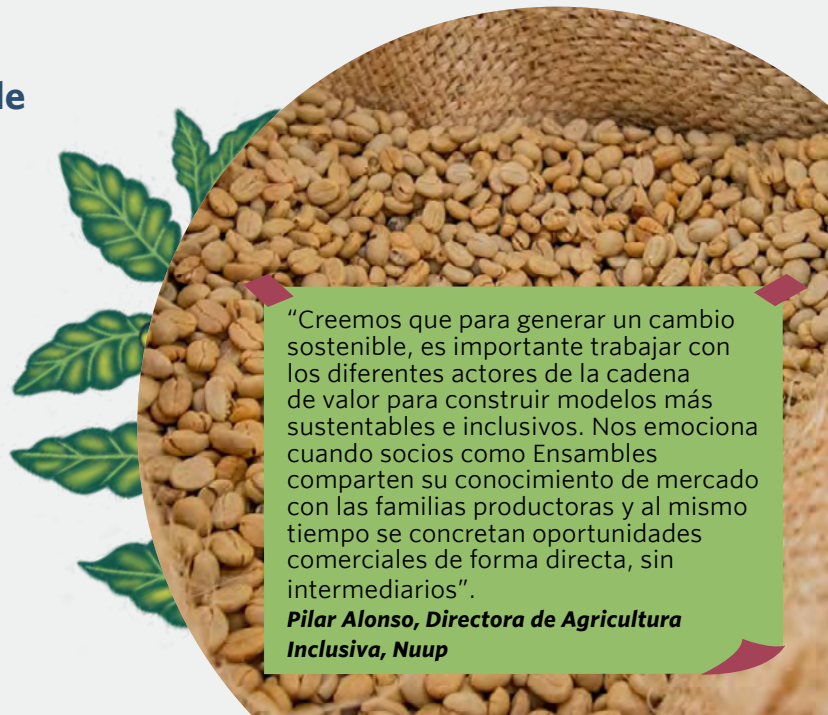 “Creemos que para generar un cambio
sostenible, es importante trabajar con
los diferentes actores de la cadena
de valor para construir modelos más
sustentables e inclusivos. Nos emociona
cuando socios como Ensambles
comparten su conocimiento de mercado
con las familias productoras y al mismo
tiempo se concretan oportunidades
comerciales de forma directa, sin
intermediarios”.
Pilar Alonso, Directora de Agricultura
Inclusiva, Nuup